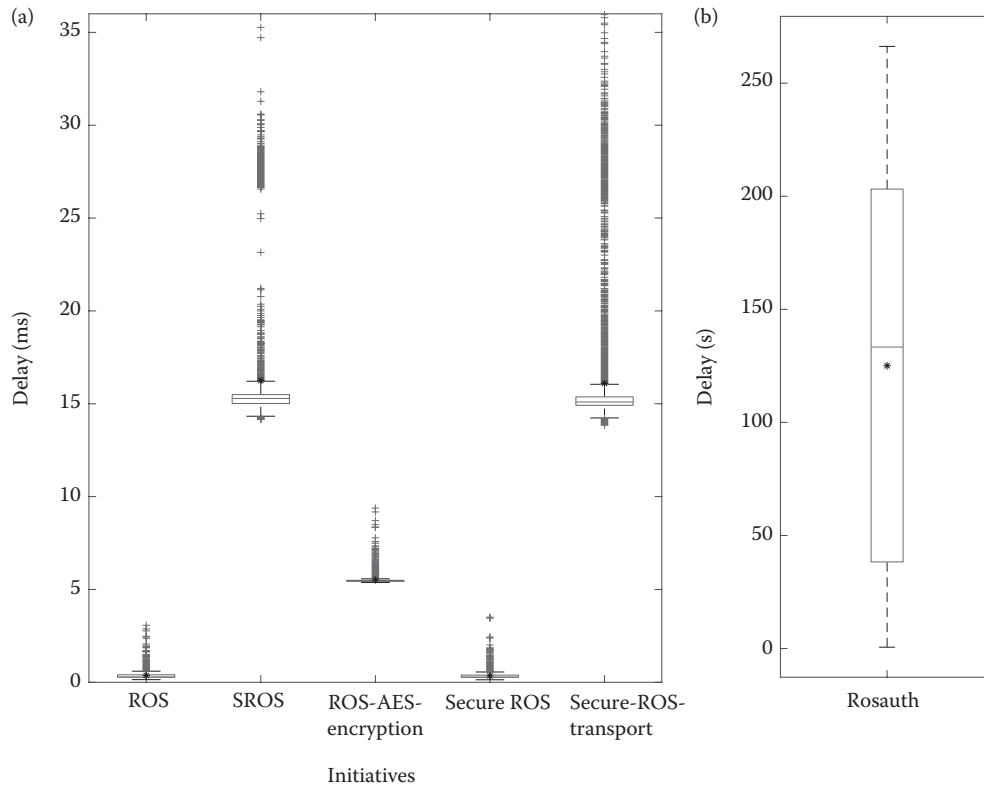 (a)
35
30
25
20
15
10
5
0
Delay (ms)
ROS
SROS
ROS-AES-
encryption
Secure ROS
Secure-ROS-
transport
Initiatives
(b)
250
200
150
100
50
0
Delay (s)
Rosauth